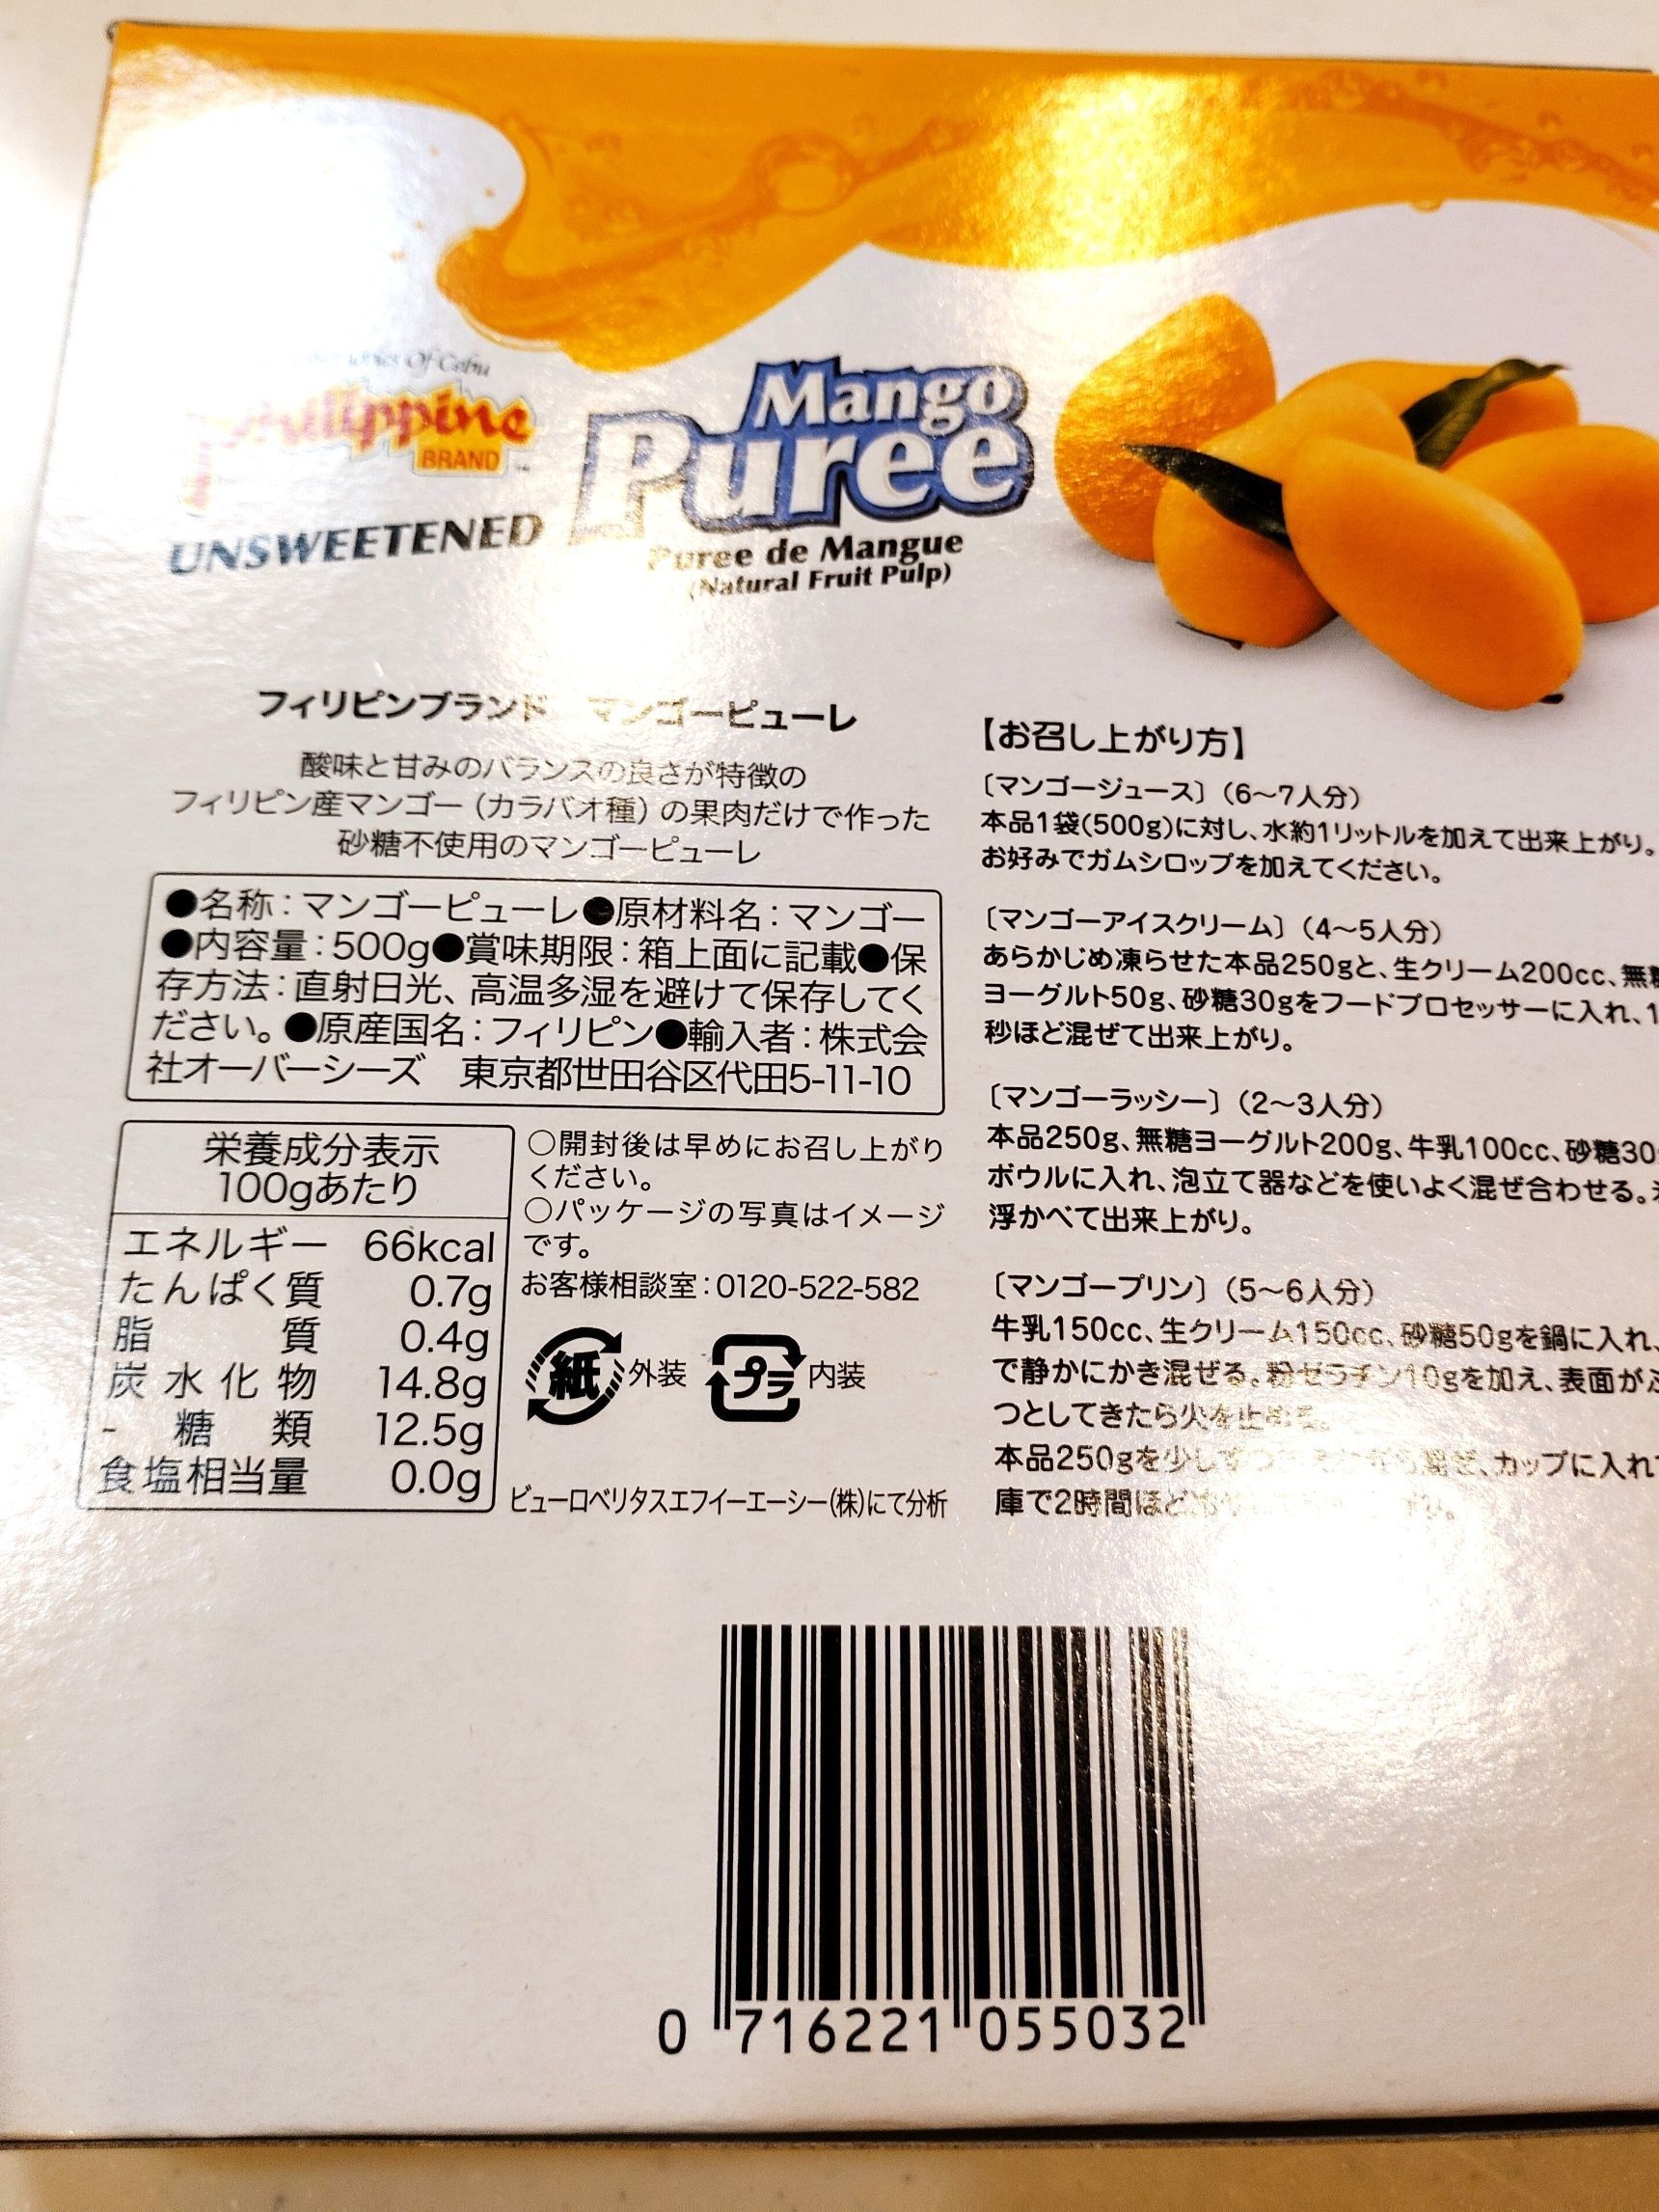 Of Cebu
Philippine
BRAND
UNSWEETENED
Mango
Puree
Puree de Mangue
(Natural Fruit Pulp)
フィリピンブランド マンゴーピューレ
酸味と甘みのバランスの良さが特徴の
フィリピン産マンゴー(カラバオ種)の果肉だけで作った
砂糖不使用のマンゴーピューレ
●名称:マンゴーピューレ●原材料名:マンゴー
●内容量:500g●賞味期限:箱上面に記載●保
存方法:直射日光、高温多湿を避けて保存してく
ださい。●原産国名:フィリピン●輸入者:株式会
社オーバーシーズ 東京都世田谷区代田5-11-10
栄養成分表示
100gあたり
エネルギー 66kcal
たんぱく質 0.7g
脂質 0.4g
炭水化物 14.8g
- 糖類 12.5g
食塩相当量 0.0g
○開封後は早めにお召し上がり
ください。
○パッケージの写真はイメージ
です。
お客様相談室:0120-522-582
紙 外装 プラ 内装
ビューロベリタスエフイーエーシー(株)にて分析
【お召し上がり方】
〔マンゴージュース〕(6〜7人分)
本品1袋(500g)に対し、水約1リットルを加えて出来上がり。
お好みでガムシロップを加えてください。
〔マンゴーアイスクリーム〕(4〜5人分)
あらかじめ凍らせた本品250gと、生クリーム200cc、無
ヨーグルト50g、砂糖30gをフードプロセッサーに入れ、1
秒ほど混ぜて出来上がり。
〔マンゴーラッシー〕(2〜3人分)
本品250g、無糖ヨーグルト200g、牛乳100cc、砂糖30
ボウルに入れ、泡立て器などを使いよく混ぜ合わせる。
浮かべて出来上がり。
〔マンゴープリン〕(5〜6人分)
牛乳150cc、生クリーム150cc、砂糖50gを鍋に入れ、
で静かにかき混ぜる。粉ゼラチン10gを加え、表面が
つとしてきたら火を止める。
本品250gを少しずつ 混ぜ、カップに入れ
庫で2時間ほど
0 716221 055032